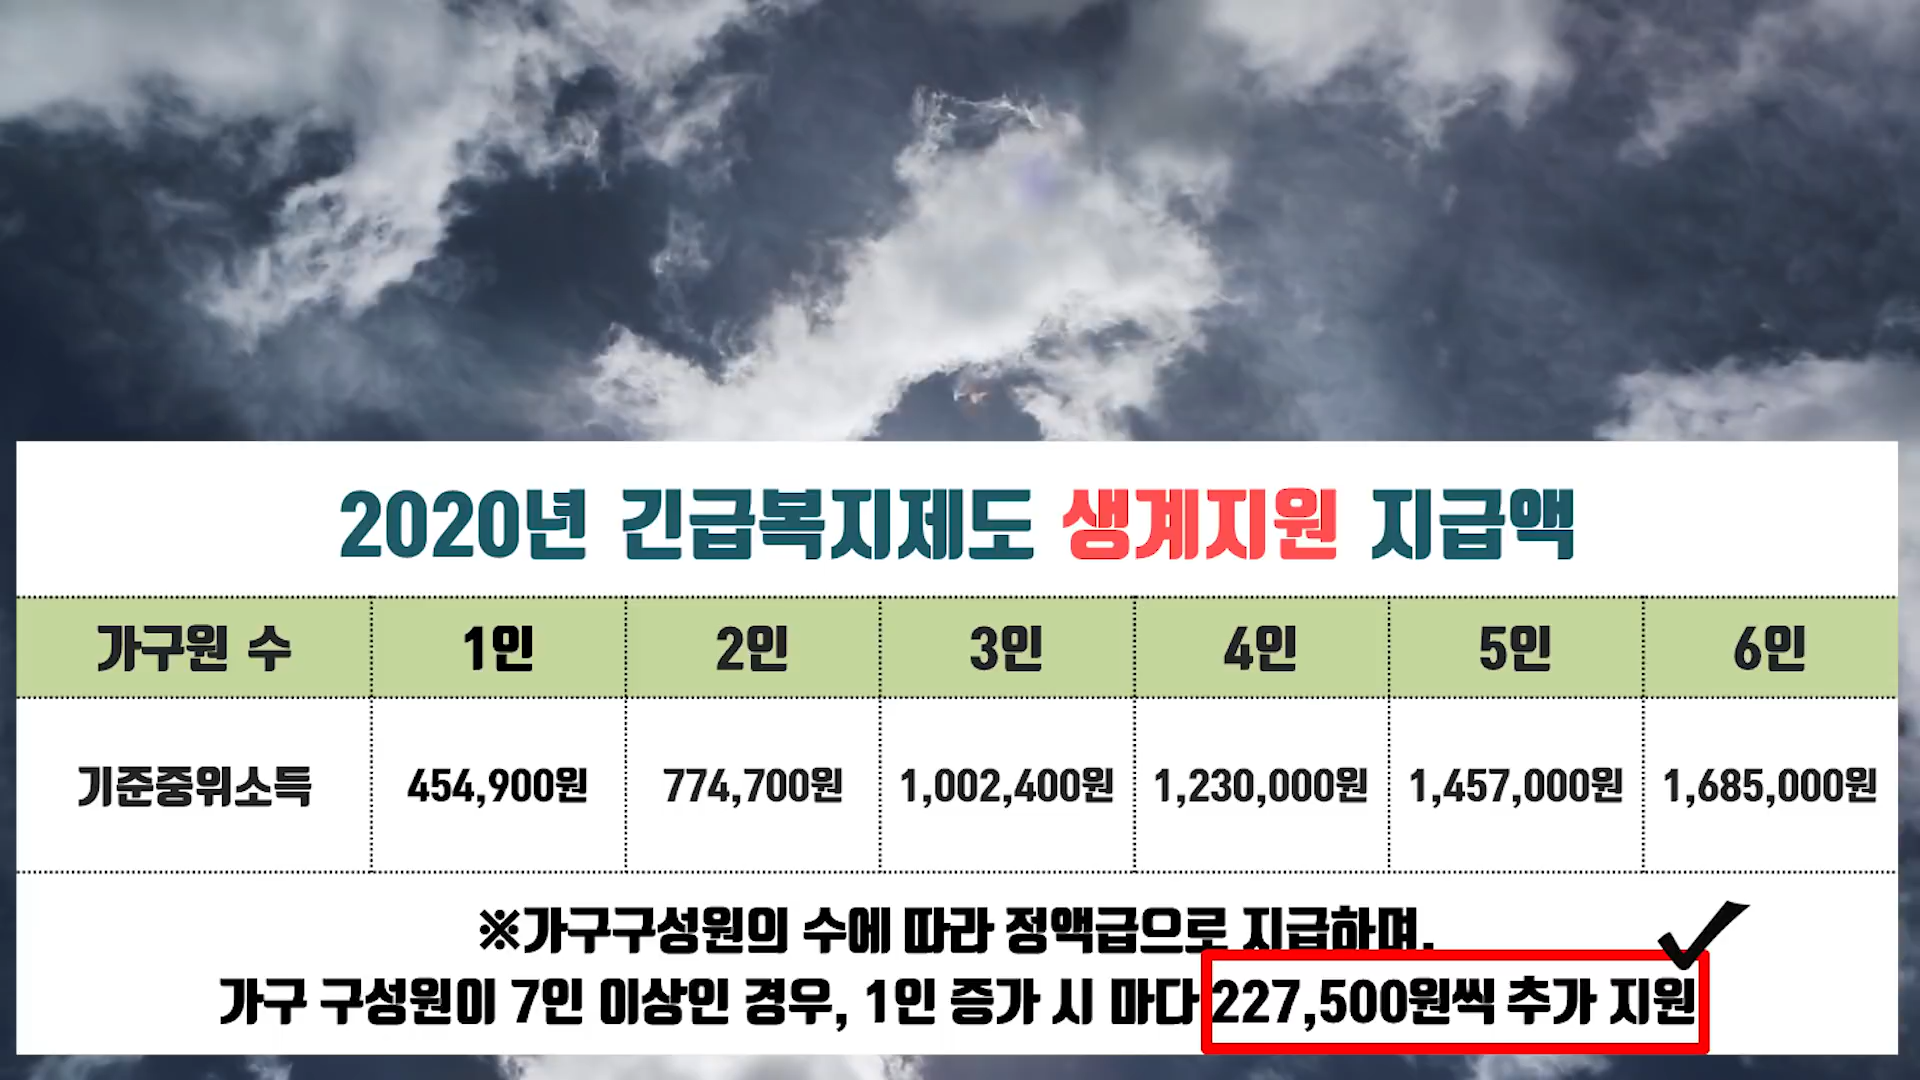 2020년 긴급복지제도 생계지원 지급액
가구원 수 1인 2인 3인 4인 5인 6인
기준중위소득 454,900원 774,700원 1,002,400원 1,230,000원 1,457,000원 1,685,000원
※가구구성원의 수에 따라 정액급으로 지급하며,
가구 구성원이 7인 이상인 경우, 1인 증가 시 마다 227,500원씩 추가 지원